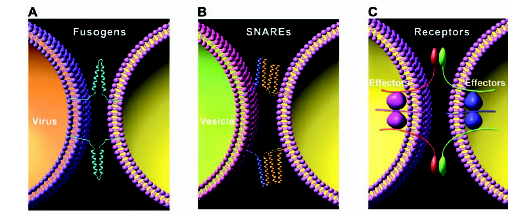 A
Fusogens
Virus
B
SNAREs
Vesicle
C
Receptors
Effectors
Effectors